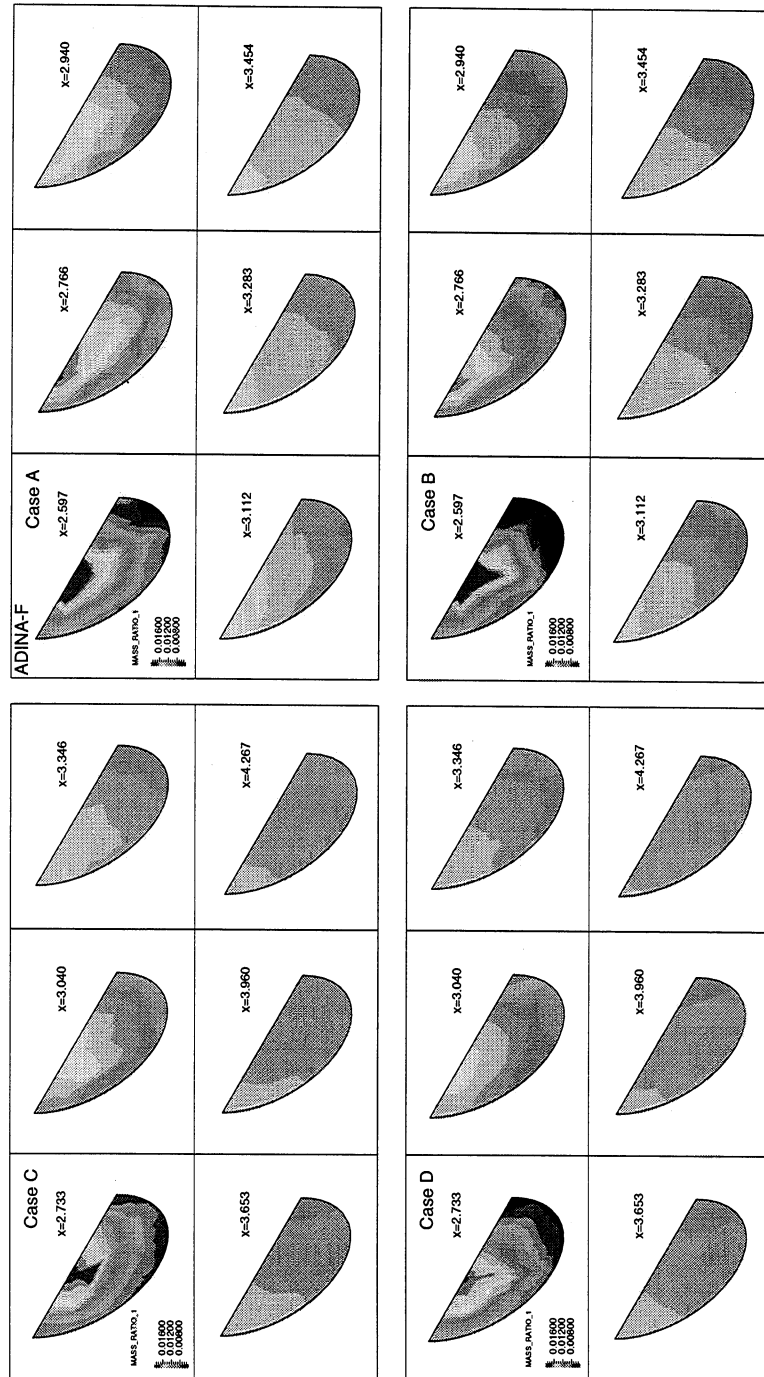 ADINA-F
Case A
x=2.597
x=2.766
x=2.940
MASS_RATIO_1
0.01600
0.01200
0.00800
x=3.112
x=3.283
x=3.454
Case B
x=2.597
x=2.766
x=2.940
MASS_RATIO_1
0.01600
0.01200
0.00800
x=3.112
x=3.283
x=3.454
Case C
x=2.733
x=3.040
x=3.346
MASS_RATIO_1
0.01600
0.01200
0.00800
x=3.653
x=3.960
x=4.267
Case D
x=2.733
x=3.040
x=3.346
MASS_RATIO_1
0.01600
0.01200
0.00800
x=3.653
x=3.960
x=4.267